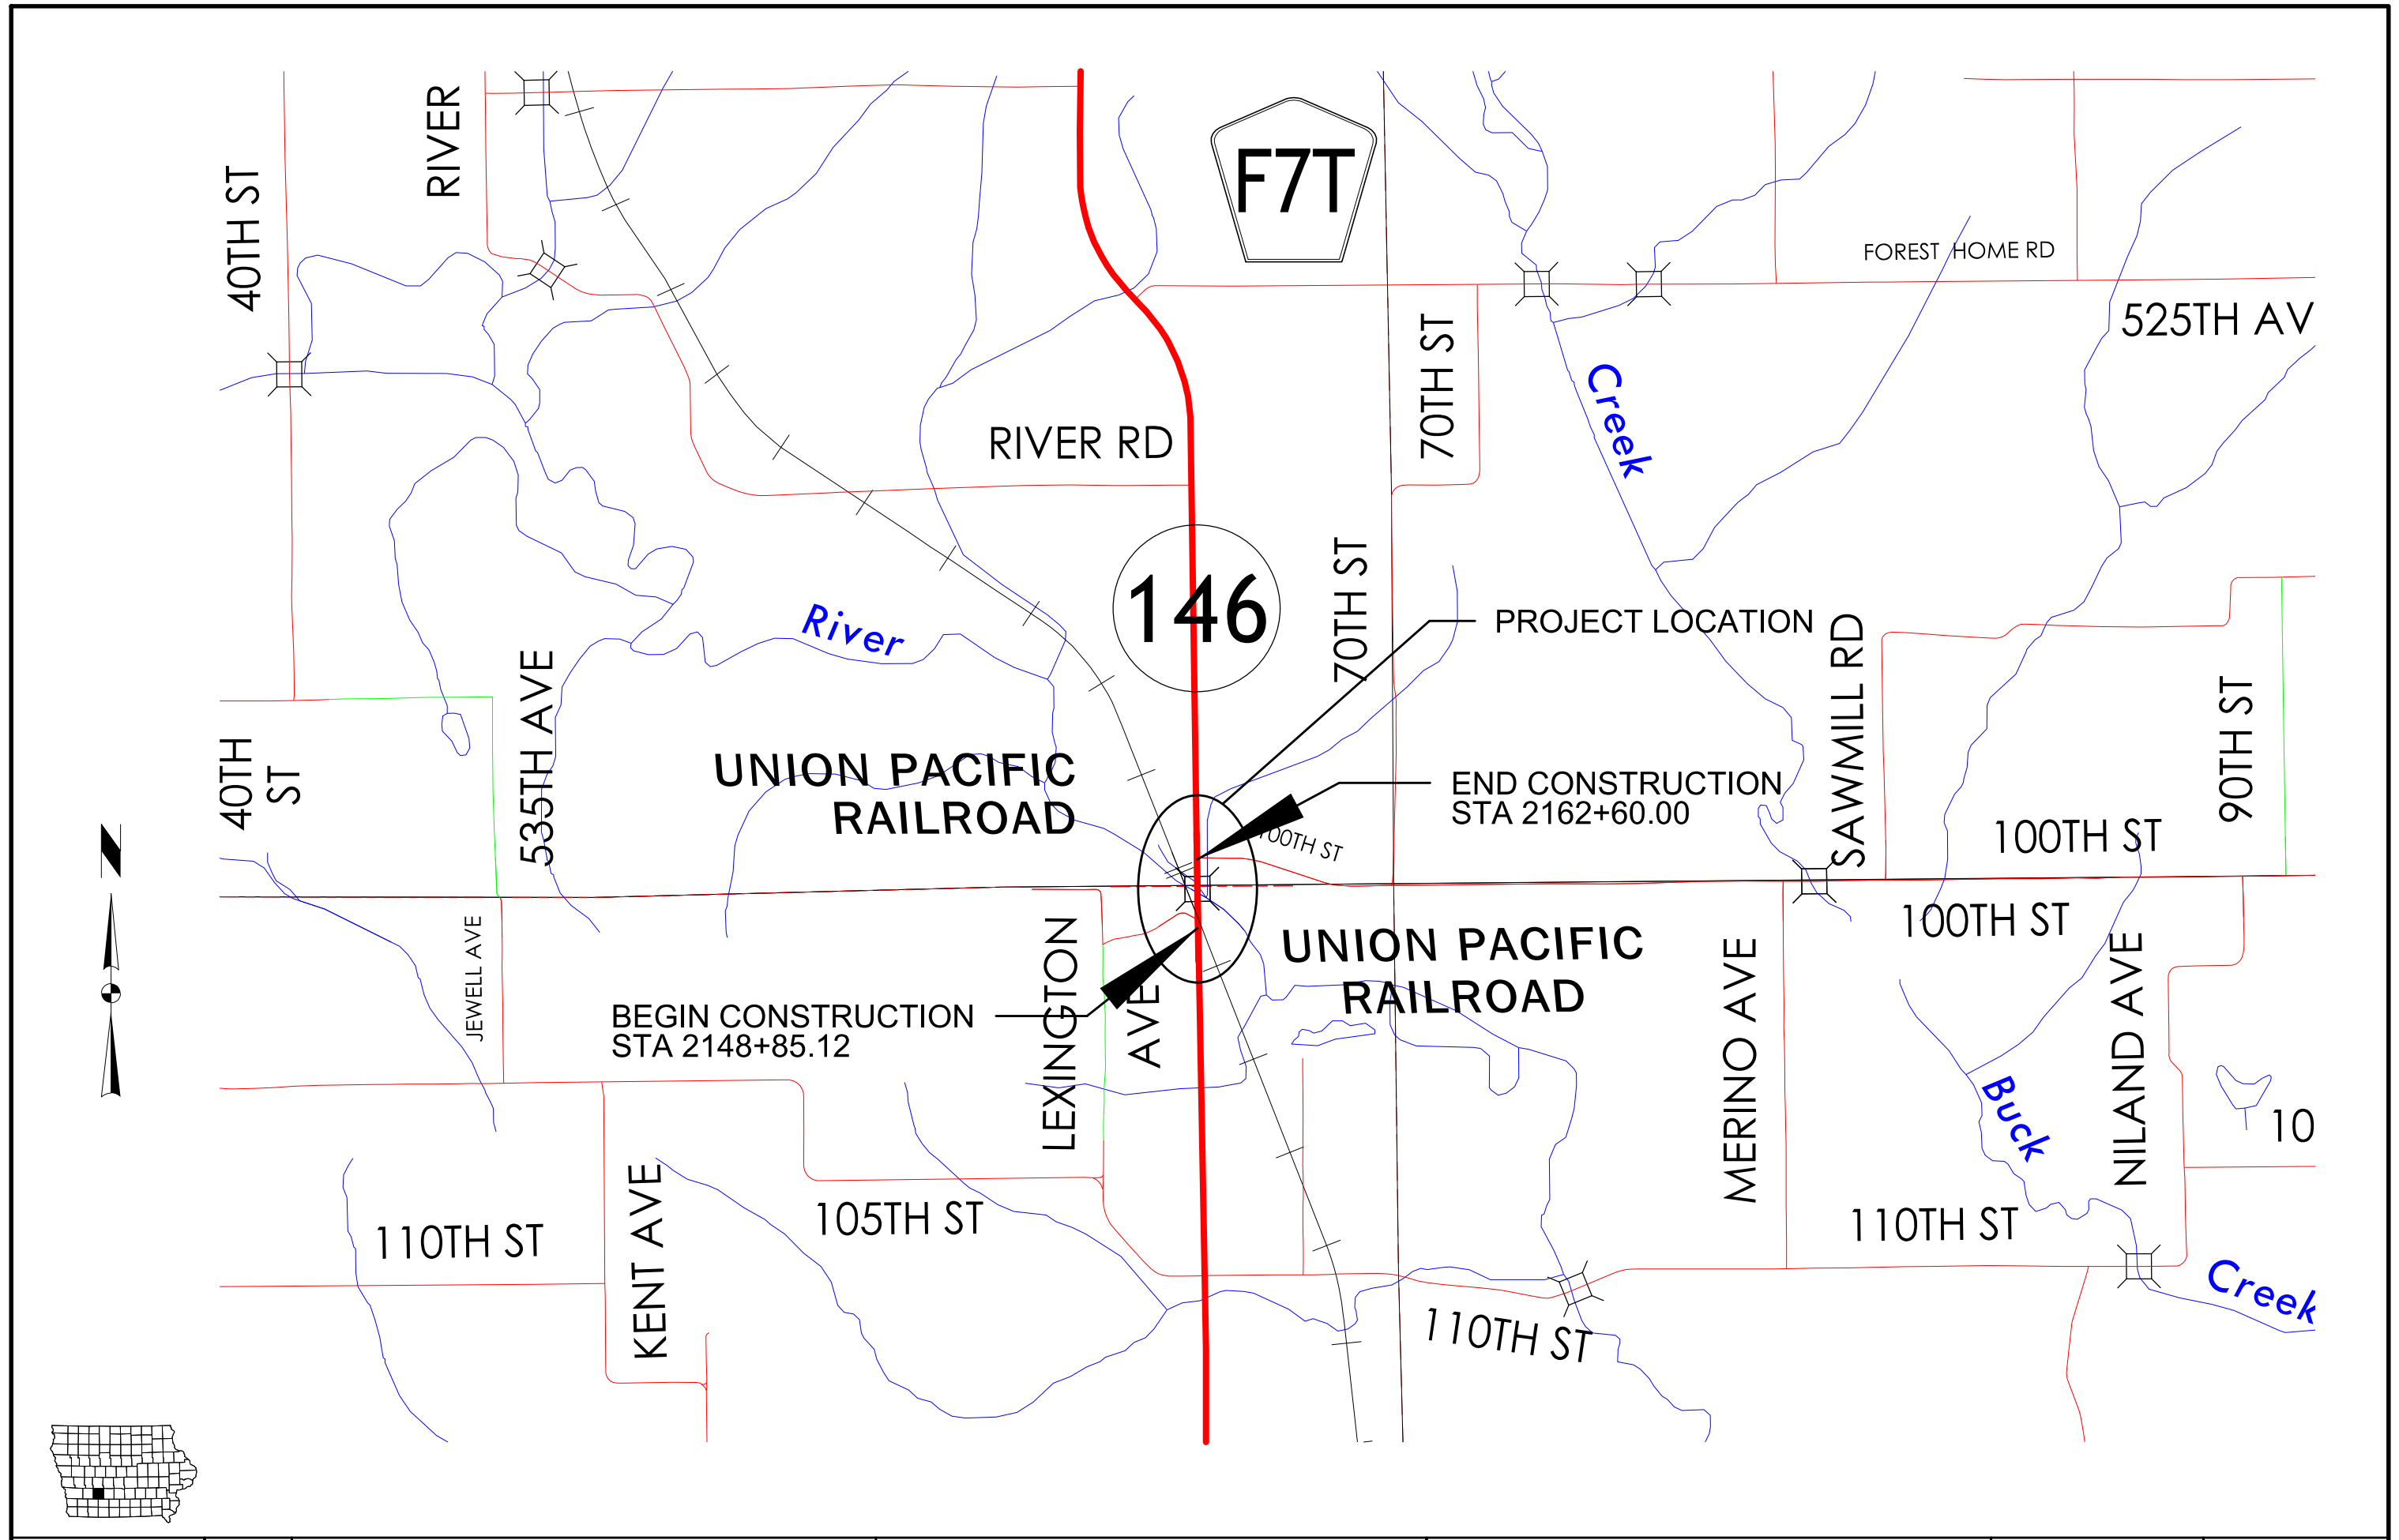 RIVER
40TH ST
F7T
FOREST HOME RD
525TH AV
70TH ST
Creek
RIVER RD
146
70TH ST
PROJECT LOCATION
River
535TH AVE
SAWMILL RD
90TH ST
40TH
ST
UNION PACIFIC
RAILROAD
END CONSTRUCTION
STA 2162+60.00
100TH ST
100TH ST
N
100TH ST
JEWELL AVE
LEXINGTON
AVE
UNION PACIFIC
RAILROAD
MERINO AVE
NILAND AVE
BEGIN CONSTRUCTION
STA 2148+85.12
Buck
10
KENT AVE
105TH ST
110TH ST
110TH ST
Creek
110TH ST